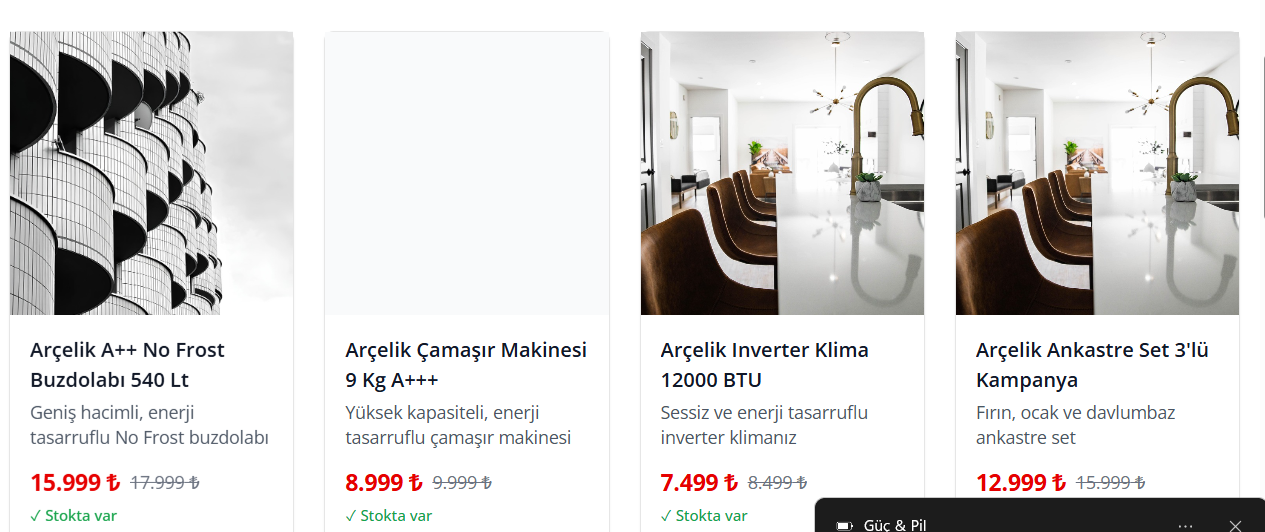 Arçelik A++ No Frost
Buzdolabı 540 Lt
Geniş hacimli, enerji
tasarruflu No Frost buzdolabı
15.999 ₺ 17.999 ₺
✓ Stokta var
Arçelik Çamaşır Makinesi
9 Kg A+++
Yüksek kapasiteli, enerji
tasarruflu çamaşır makinesi
8.999 ₺ 9.999 ₺
✓ Stokta var
Arçelik Inverter Klima
12000 BTU
Sessiz ve enerji tasarruflu
inverter klimanız
7.499 ₺ 8.499 ₺
✓ Stokta var
Arçelik Ankastre Set 3'lü
Kampanya
Fırın, ocak ve davlumbaz
ankastre set
12.999 ₺ 15.999 ₺
Güç & Pil